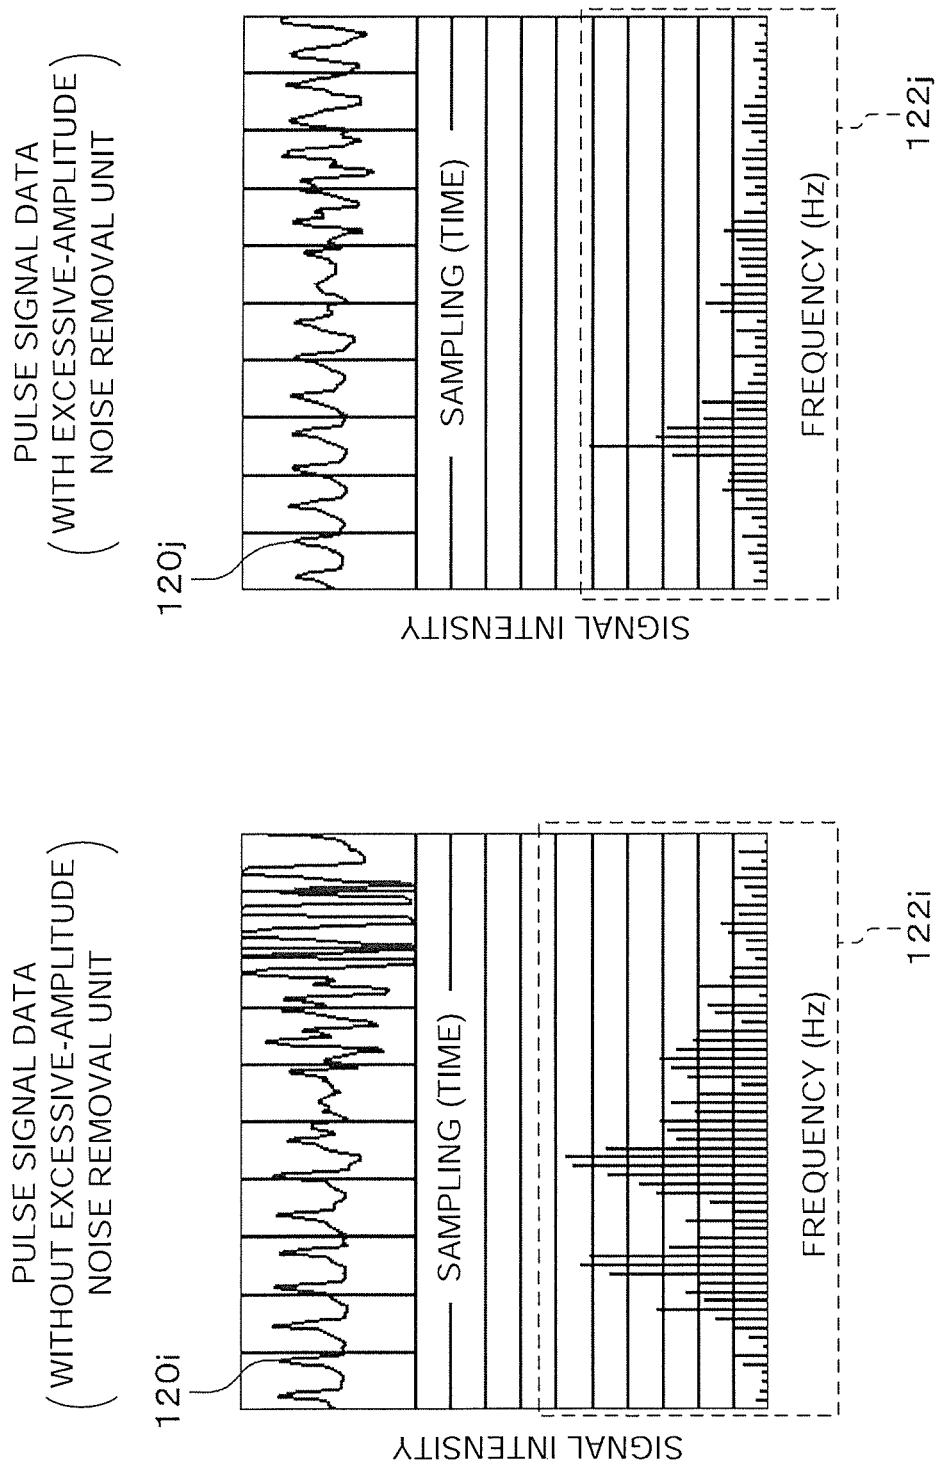 PULSE SIGNAL DATA
(WITHOUT EXCESSIVE-AMPLITUDE
NOISE REMOVAL UNIT)
120i
SIGNAL INTENSITY
SAMPLING (TIME)
FREQUENCY (Hz)
122i
PULSE SIGNAL DATA
(WITH EXCESSIVE-AMPLITUDE
NOISE REMOVAL UNIT)
120j
SIGNAL INTENSITY
SAMPLING (TIME)
FREQUENCY (Hz)
122j